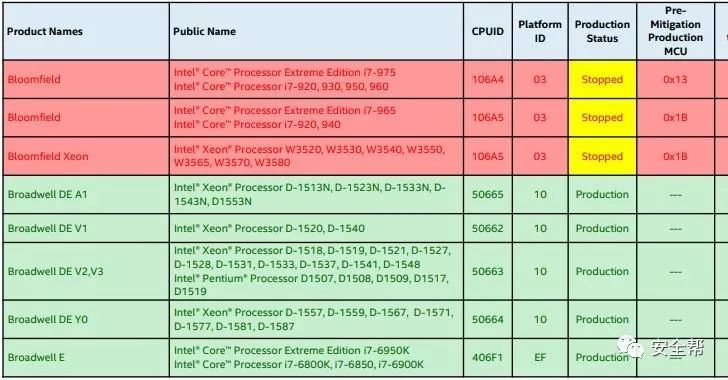 Product Names
Public Name
CPUID
Platform
ID
Production
Status
Pre-
Mitigation
Production
MCU
Bloomfield
Intel® Core™ Processor Extreme Edition i7-975
Intel® Core™ Processor i7-920, 930, 950, 960
106A4
03
Stopped
0x13
Bloomfield
Intel® Core™ Processor Extreme Edition i7-965
Intel® Core™ Processor i7-920, 940
106A5
03
Stopped
0x1B
Bloomfield Xeon
Intel® Xeon® Processor W3520, W3530, W3540, W3550,
W3565, W3570, W3580
106A5
03
Stopped
0x1B
Broadwell DE A1
Intel® Xeon® Processor D-1513N, D-1523N, D-1533N, D-
1543N, D1553N
50665
10
Production
---
Broadwell DE V1
Intel® Xeon® Processor D-1520, D-1540
50662
10
Production
---
Broadwell DE V2,V3
Intel® Xeon® Processor D-1518, D-1519, D-1521, D-1527,
D-1528, D-1531, D-1533, D-1537, D-1541, D-1548
Intel® Pentium® Processor D1507, D1508, D1509, D1517,
D1519
50663
10
Production
---
Broadwell DE Y0
Intel® Xeon® Processor D-1557, D-1559, D-1567, D-1571,
D-1577, D-1581, D-1587
50664
10
Production
---
Broadwell E
Intel® Core™ Processor Extreme Edition i7-6950K
Intel® Core™ Processor i7-6800K, i7-6850, i7-6900K
406F1
EF
Production
---
安全帮